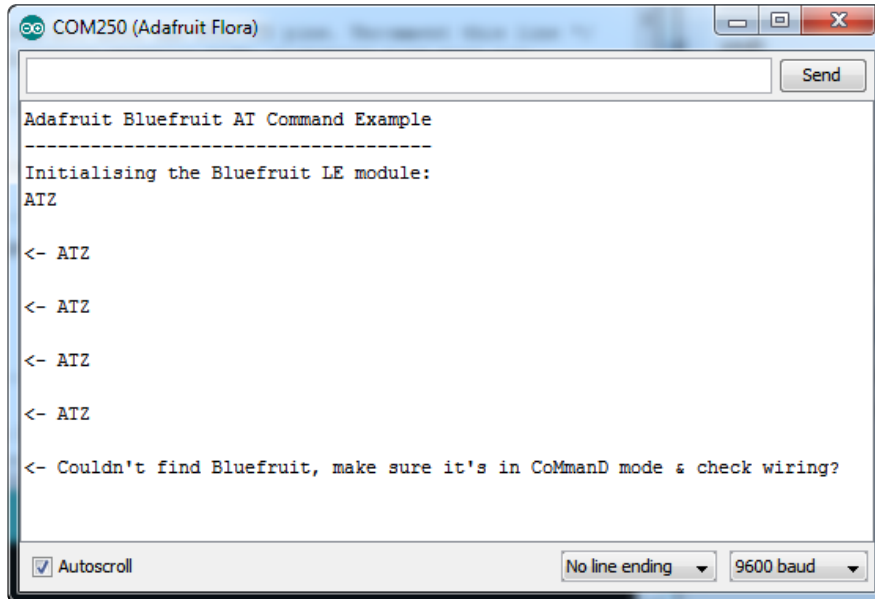 COM250 (Adafruit Flora)
Send
Adafruit Bluefruit AT Command Example
-------------------------------------
Initialising the Bluefruit LE module:
ATZ
<- ATZ
<- ATZ
<- ATZ
<- ATZ
<- Couldn't find Bluefruit, make sure it's in CoMmanD mode & check wiring?
Autoscroll
No line ending
9600 baud